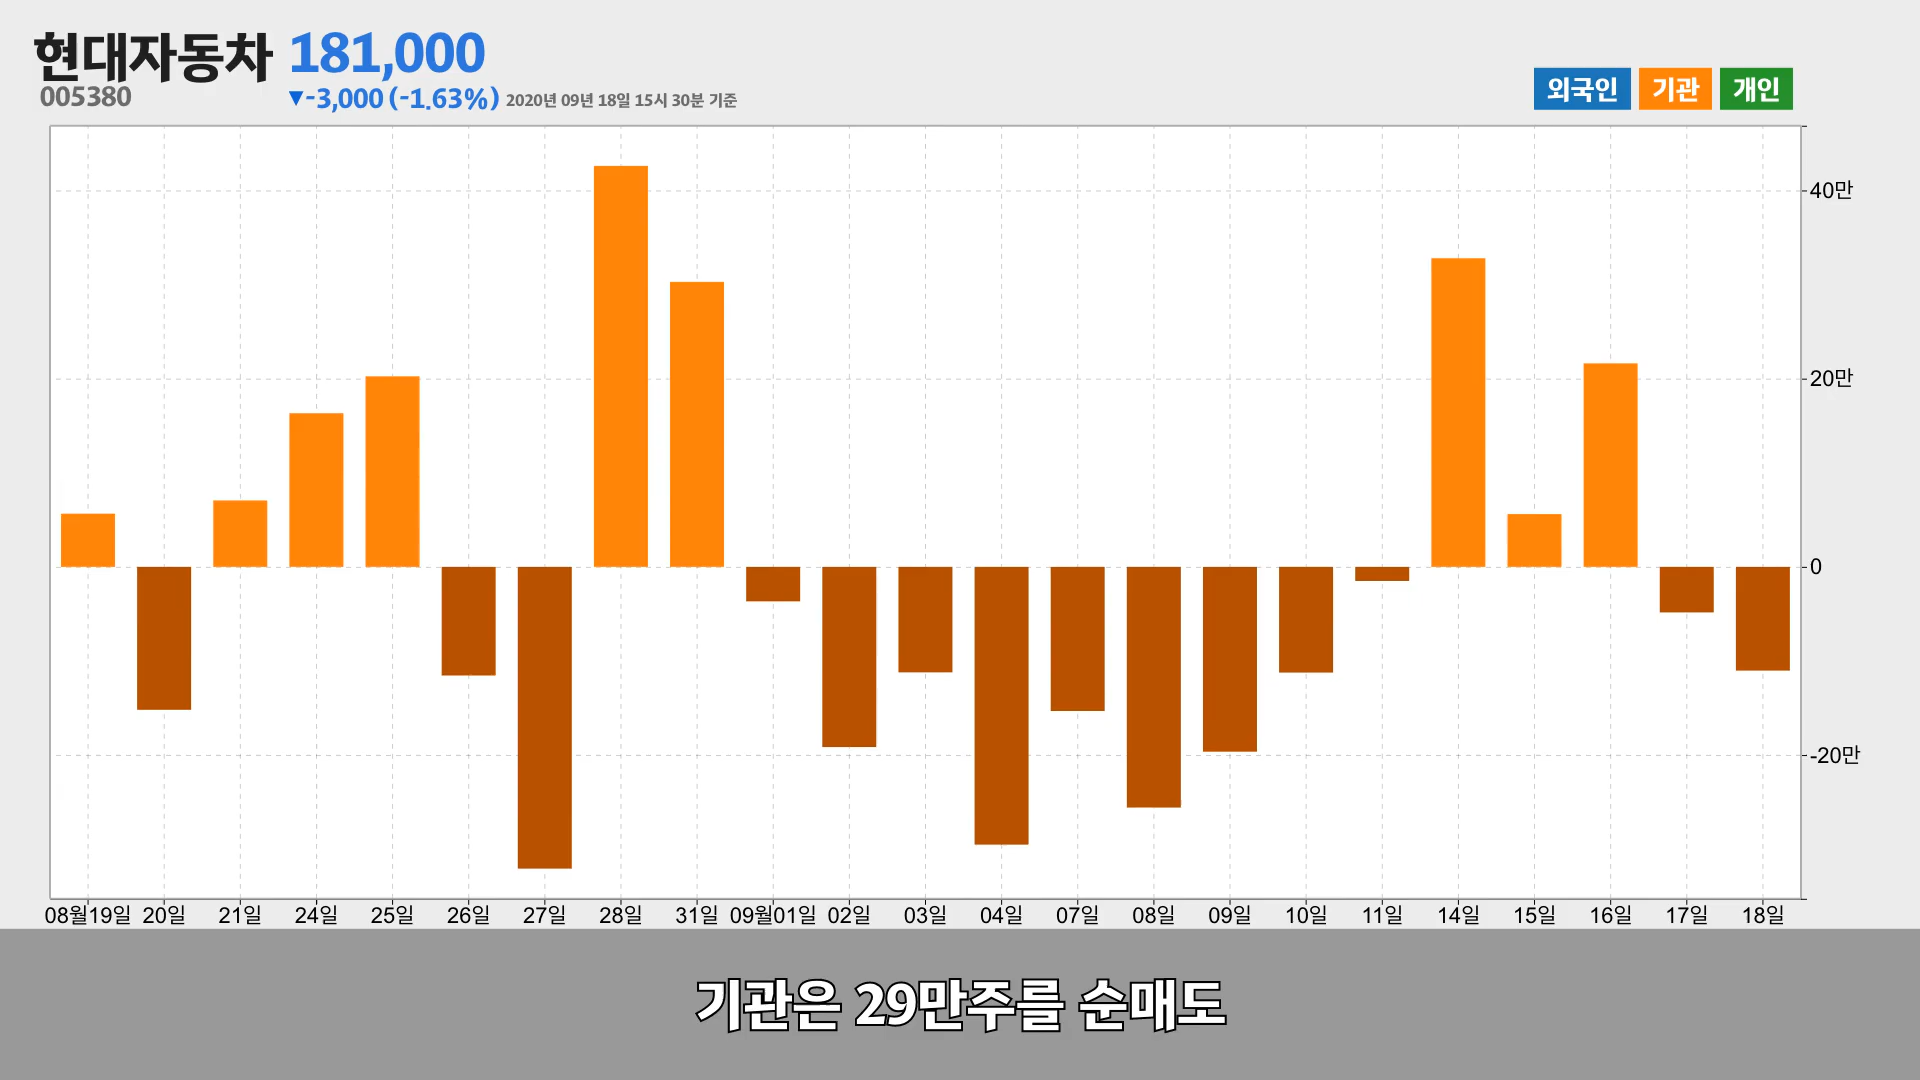 현대자동차 181,000
005380 ▼-3,000 (-1.63%) 2020년 09년 18일 15시 30분 기준
외국인 기관 개인
40만
20만
0
-20만
08월19일 20일 21일 24일 25일 26일 27일 28일 31일 09월01일 02일 03일 04일 07일 08일 09일 10일 11일 14일 15일 16일 17일 18일
기관은 29만주를 순매도